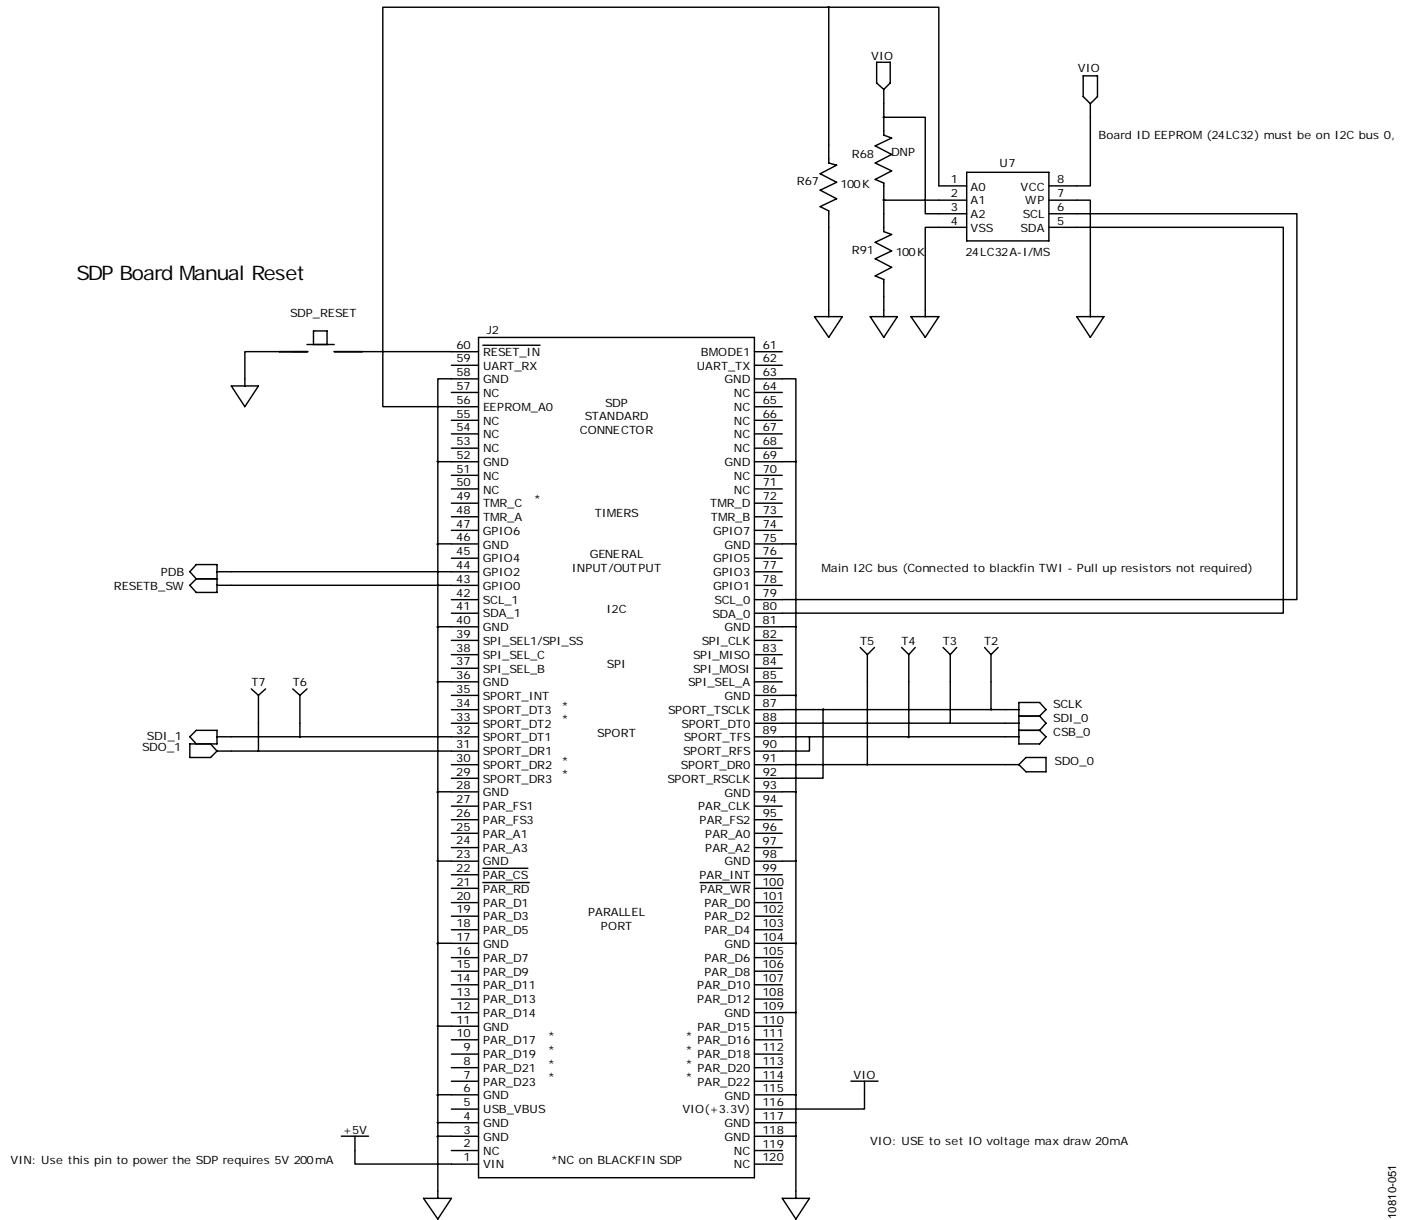 VIO
VIO
Board ID EEPROM (24LC32) must be on I2C bus 0,
R68 DNP
U7
R67 100K
1 A0 VCC 8
2 A1 WP 7
3 A2 SCL 6
4 VSS SDA 5
R91 100K
24LC32A-I/MS
SDP Board Manual Reset
SDP_RESET
J2
60 RESET_IN BMODE1 61
59 UART_RX UART_TX 62
58 GND GND 63
57 NC NC 64
56 EEPROM_A0 SDP NC 65
55 NC STANDARD NC 66
54 NC CONNECTOR NC 67
53 NC NC 68
52 GND GND 69
51 NC NC 70
50 NC NC 71
49 TMR_C * TMR_D 72
48 TMR_A TIMERS TMR_B 73
47 GPIO6 GPIO7 74
46 GND GND 75
45 GPIO4 GENERAL GPIO5 76
PDB 44 GPIO2 INPUT/OUTPUT GPIO3 77 Main I2C bus (Connected to blackfin TWI - Pull up resistors not required)
RESETB_SW 43 GPIO0 GPIO1 78
42 SCL_1 SCL_0 79
41 SDA_1 I2C SDA_0 80
40 GND GND 81
39 SPI_SEL1/SPI_SS SPI_CLK 82 T5 T4 T3 T2
38 SPI_SEL_C SPI_MISO 83
37 SPI_SEL_B SPI SPI_MOSI 84
T7 T6 36 GND SPI_SEL_A 85
35 SPORT_INT GND 86
34 SPORT_DT3 * SPORT_TSCLK 87 SCLK
33 SPORT_DT2 * SPORT_DT0 88 SDI_0
SDI_1 32 SPORT_DT1 SPORT SPORT_TFS 89 CSB_0
SDO_1 31 SPORT_DR1 SPORT_RFS 90
30 SPORT_DR2 * SPORT_DR0 91 SDO_0
29 SPORT_DR3 * SPORT_RSCLK 92
28 GND GND 93
27 PAR_FS1 PAR_CLK 94
26 PAR_FS3 PAR_FS2 95
25 PAR_A1 PAR_A0 96
24 PAR_A3 PAR_A2 97
23 GND GND 98
22 PAR_CS PAR_INT 99
21 PAR_RD PAR_WR 100
20 PAR_D1 PAR_D0 101
19 PAR_D3 PARALLEL PAR_D2 102
18 PAR_D5 PORT PAR_D4 103
17 GND GND 104
16 PAR_D7 PAR_D6 105
15 PAR_D9 PAR_D8 106
14 PAR_D11 PAR_D10 107
13 PAR_D13 PAR_D12 108
12 PAR_D14 GND 109
11 GND PAR_D15 110
10 PAR_D17 * * PAR_D16 111
9 PAR_D19 * * PAR_D18 112
8 PAR_D21 * * PAR_D20 113
7 PAR_D23 * * PAR_D22 114 VIO
6 GND GND 115
5 USB_VBUS VIO(+3.3V) 116
4 GND GND 117
+5V 3 GND GND 118 VIO: USE to set IO voltage max draw 20mA
2 NC NC 119
VIN: Use this pin to power the SDP requires 5V 200mA 1 VIN *NC on BLACKFIN SDP NC 120
10810-051